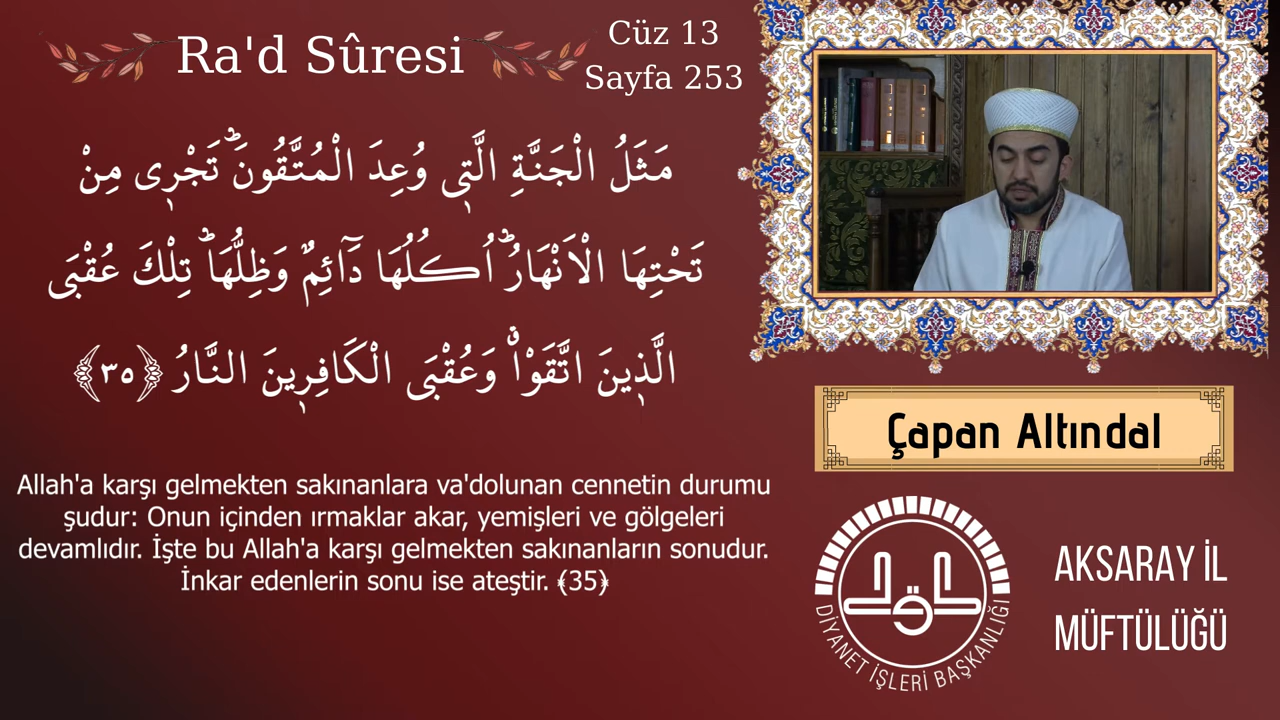 Ra'd Sûresi
Cüz 13
Sayfa 253
مَثَلُ الْجَنَّةِ الَّت۪ي وُعِدَ الْمُتَّقُونَۜ تَجْر۪ي مِنْ
تَحْتِهَا الْاَنْهَارُۜ اُكُلُهَا دَٓائِمٌ وَظِلُّهَاۜ تِلْكَ عُقْبَى
الَّذ۪ينَ اتَّقَوْاۗ وَعُقْبَى الْكَافِر۪ينَ النَّارُ ﴿٣٥﴾
Allah'a karşı gelmekten sakınanlara va'dolunan cennetin durumu
şudur: Onun içinden ırmaklar akar, yemişleri ve gölgeleri
devamlıdır. İşte bu Allah'a karşı gelmekten sakınanların sonudur.
İnkar edenlerin sonu ise ateştir. ﴾35﴿
Çapan Altındal
DİYANET İŞLERİ BAŞKANLIĞI
AKSARAY İL
MÜFTÜLÜĞÜ